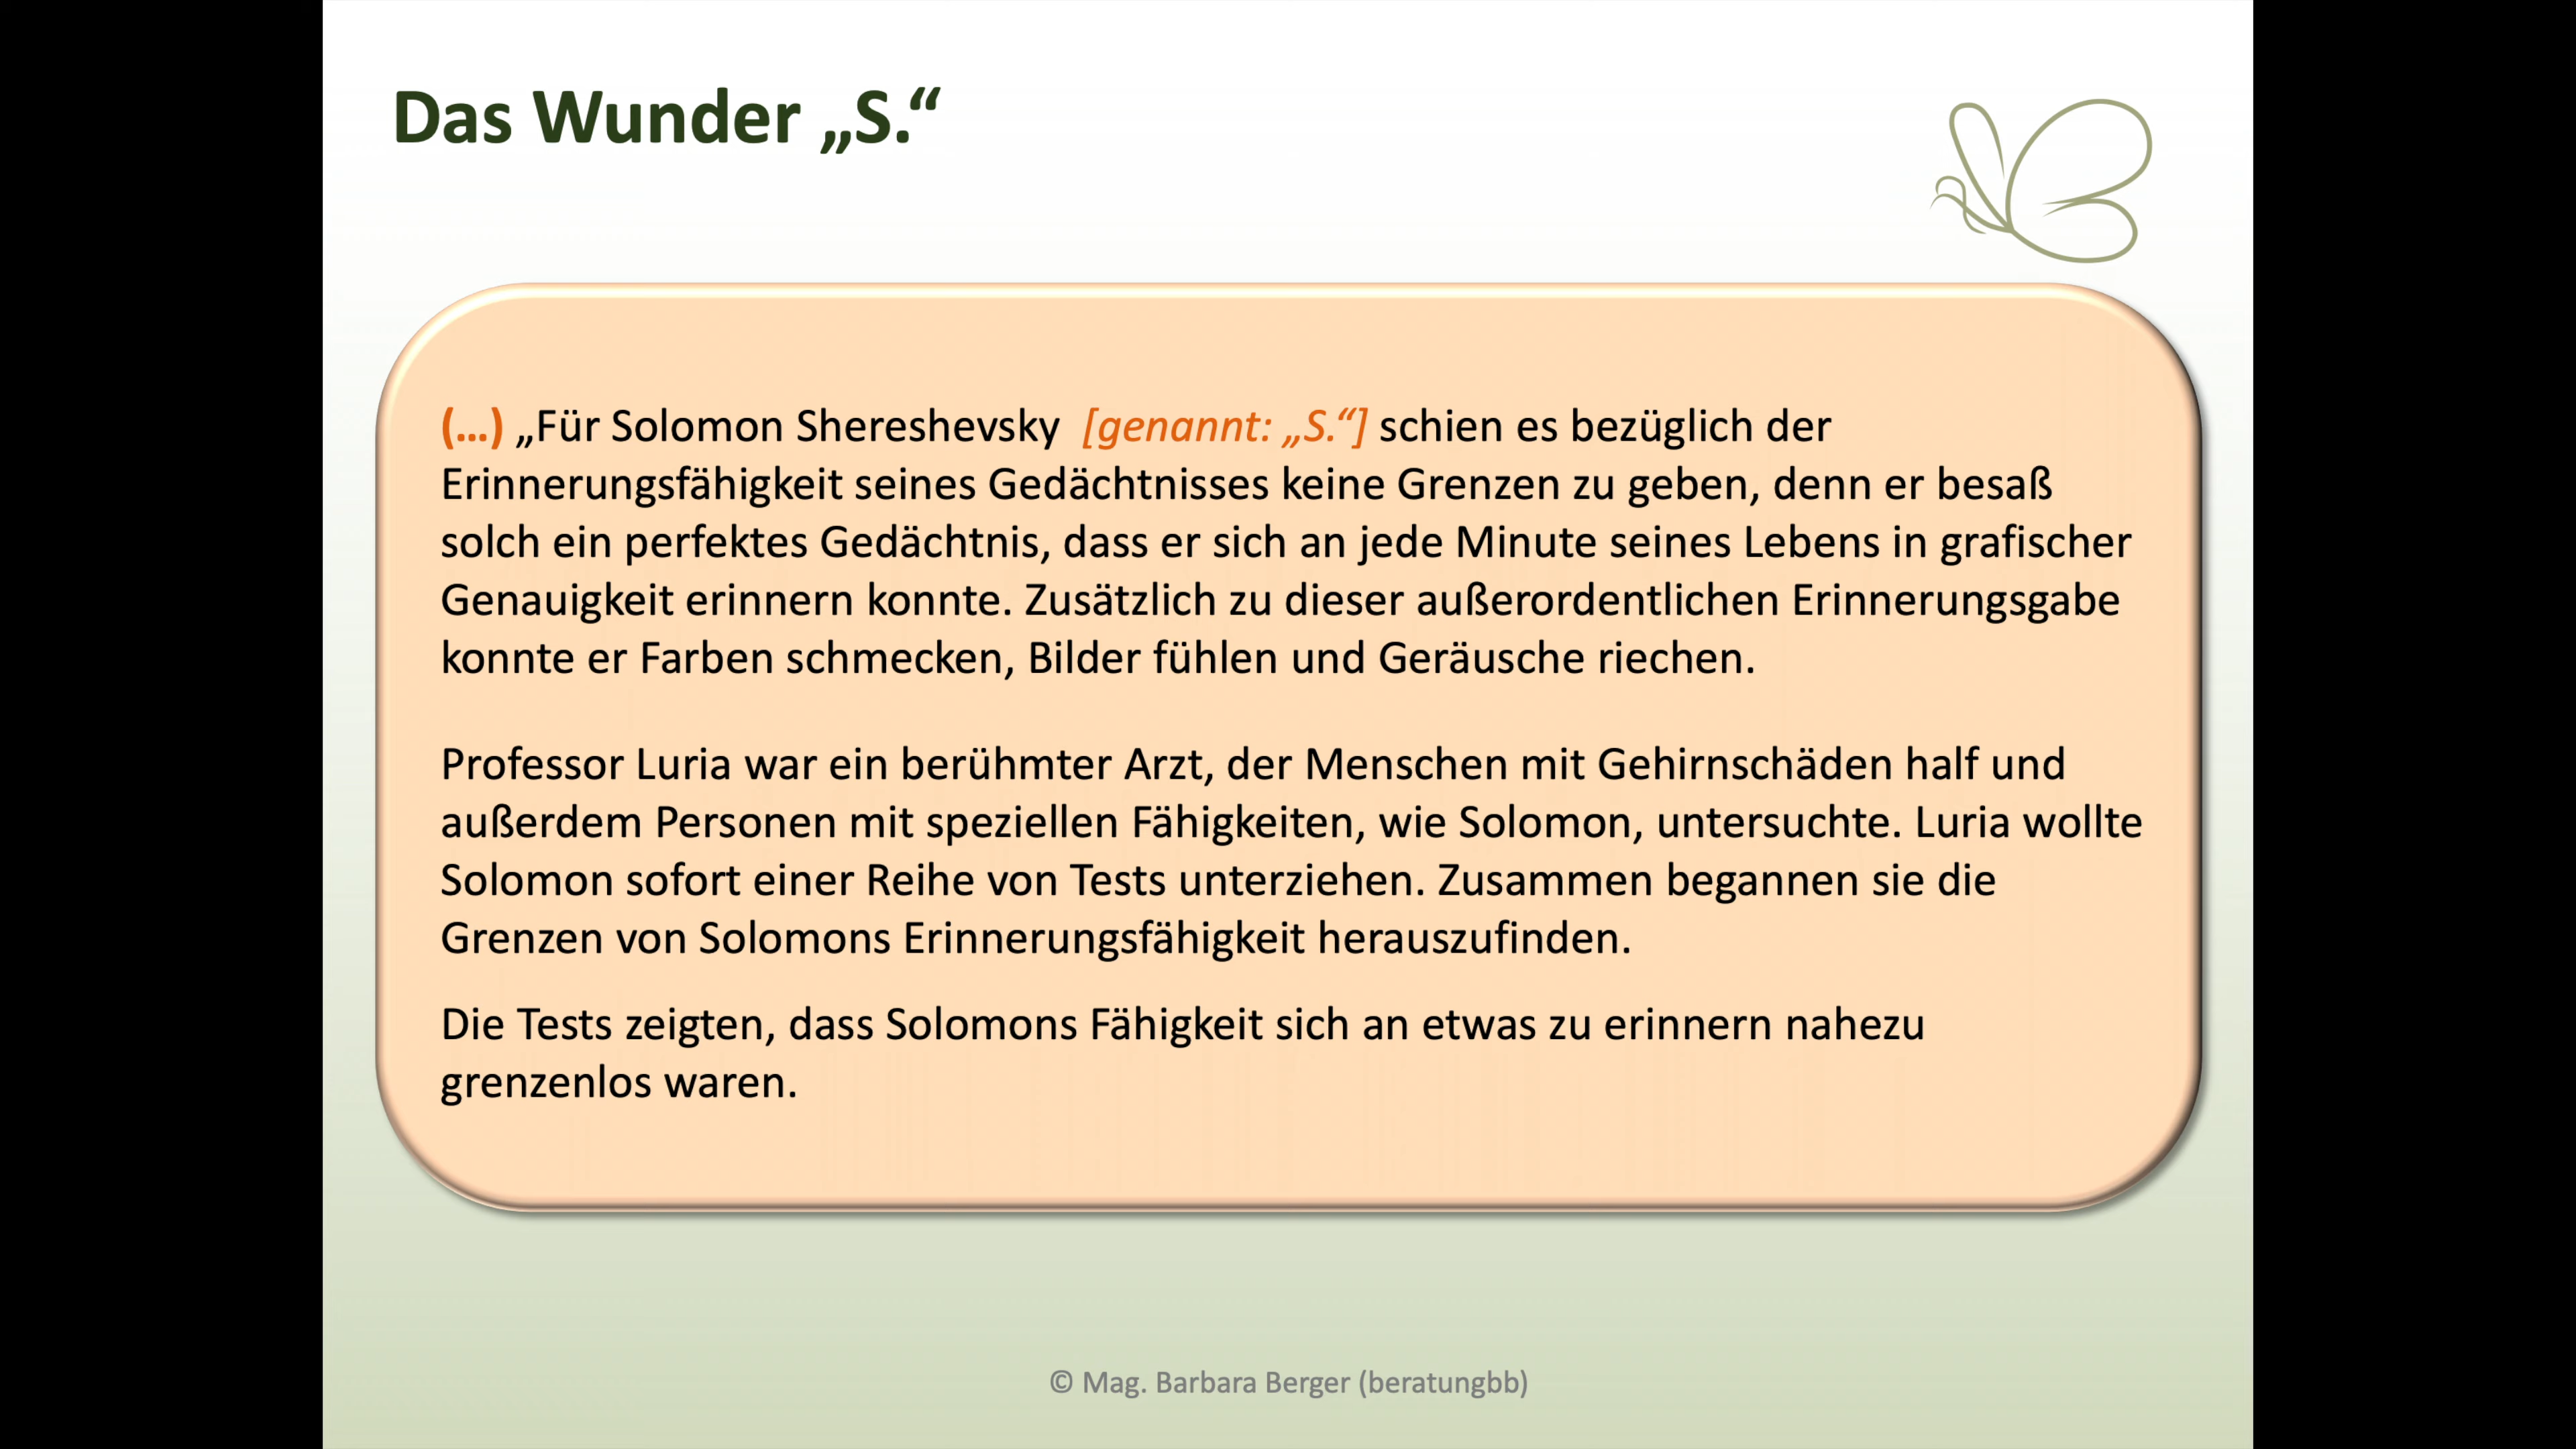 Das Wunder „S.“
(...) „Für Solomon Shereshevsky [genannt: „S.“] schien es bezüglich der
Erinnerungsfähigkeit seines Gedächtnisses keine Grenzen zu geben, denn er besaß
solch ein perfektes Gedächtnis, dass er sich an jede Minute seines Lebens in grafischer
Genauigkeit erinnern konnte. Zusätzlich zu dieser außerordentlichen Erinnerungsgabe
konnte er Farben schmecken, Bilder fühlen und Geräusche riechen.
Professor Luria war ein berühmter Arzt, der Menschen mit Gehirnschäden half und
außerdem Personen mit speziellen Fähigkeiten, wie Solomon, untersuchte. Luria wollte
Solomon sofort einer Reihe von Tests unterziehen. Zusammen begannen sie die
Grenzen von Solomons Erinnerungsfähigkeit herauszufinden.
Die Tests zeigten, dass Solomons Fähigkeit sich an etwas zu erinnern nahezu
grenzenlos waren.
© Mag. Barbara Berger (beratungbb)